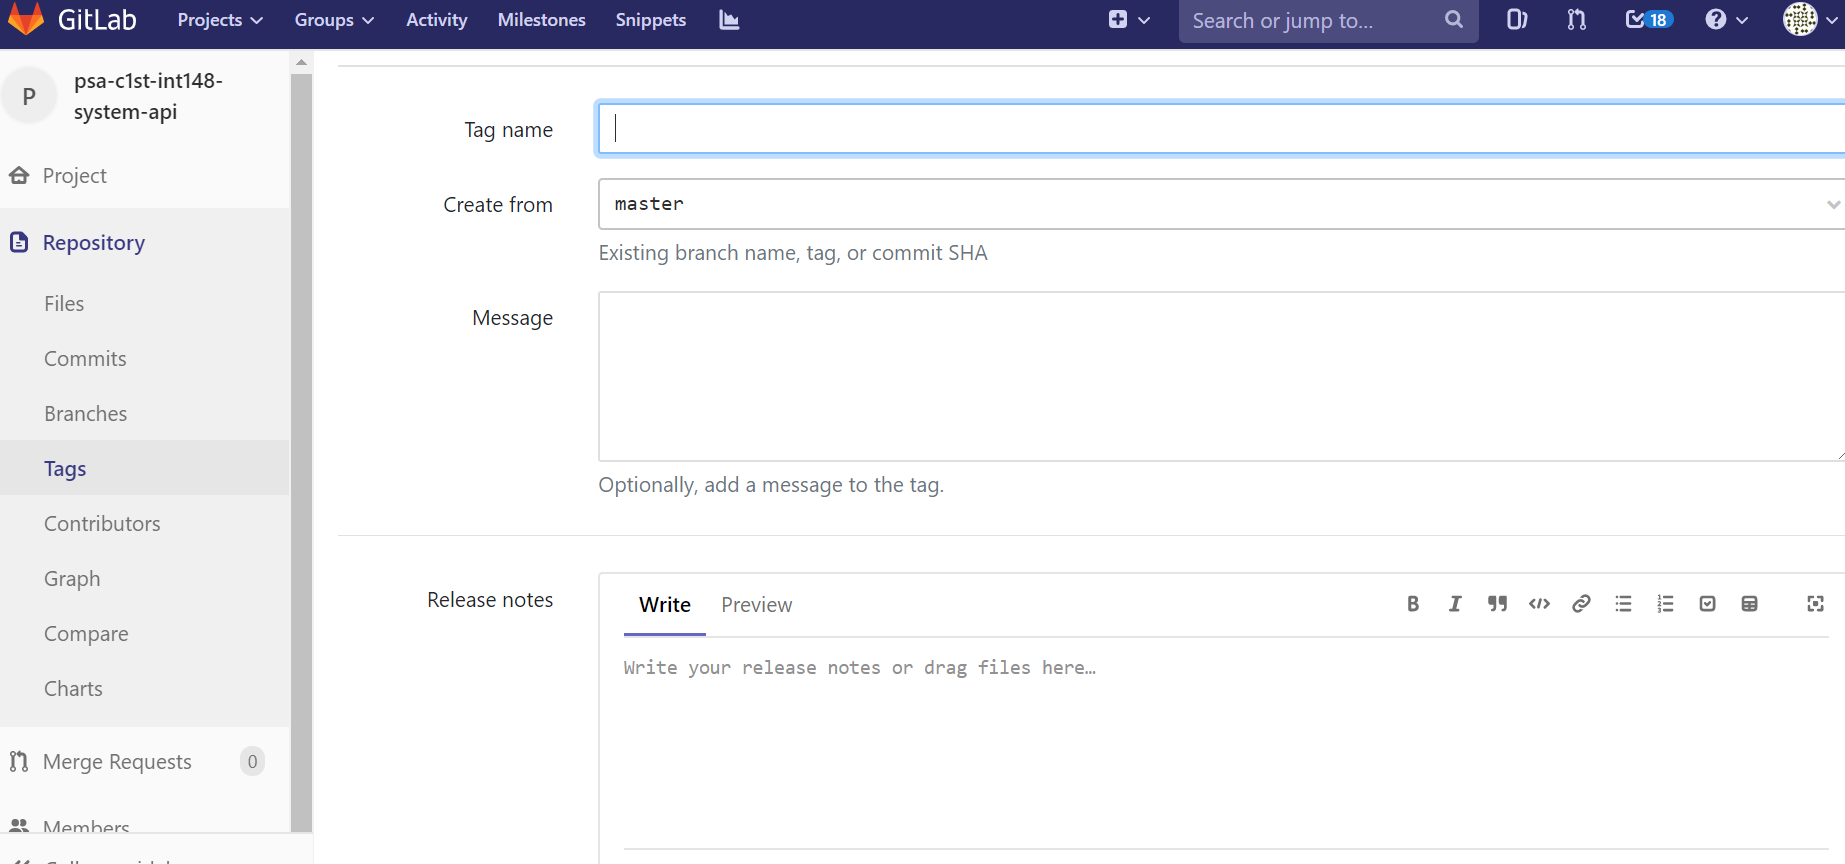 GitLab Projects Groups Activity Milestones Snippets Search or jump to... 18
P psa-c1st-int148-
system-api
Project
Repository
Files
Commits
Branches
Tags
Contributors
Graph
Compare
Charts
Merge Requests 0
Members
Tag name
Create from master
Existing branch name, tag, or commit SHA
Message
Optionally, add a message to the tag.
Release notes
Write Preview
Write your release notes or drag files here…